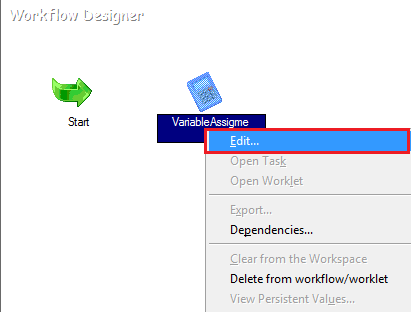 Workflow Designer
Start
VariableAssigme
Edit...
Open Task
Open Worklet
Export...
Dependencies...
Clear from the Workspace
Delete from workflow/worklet
View Persistent Values...